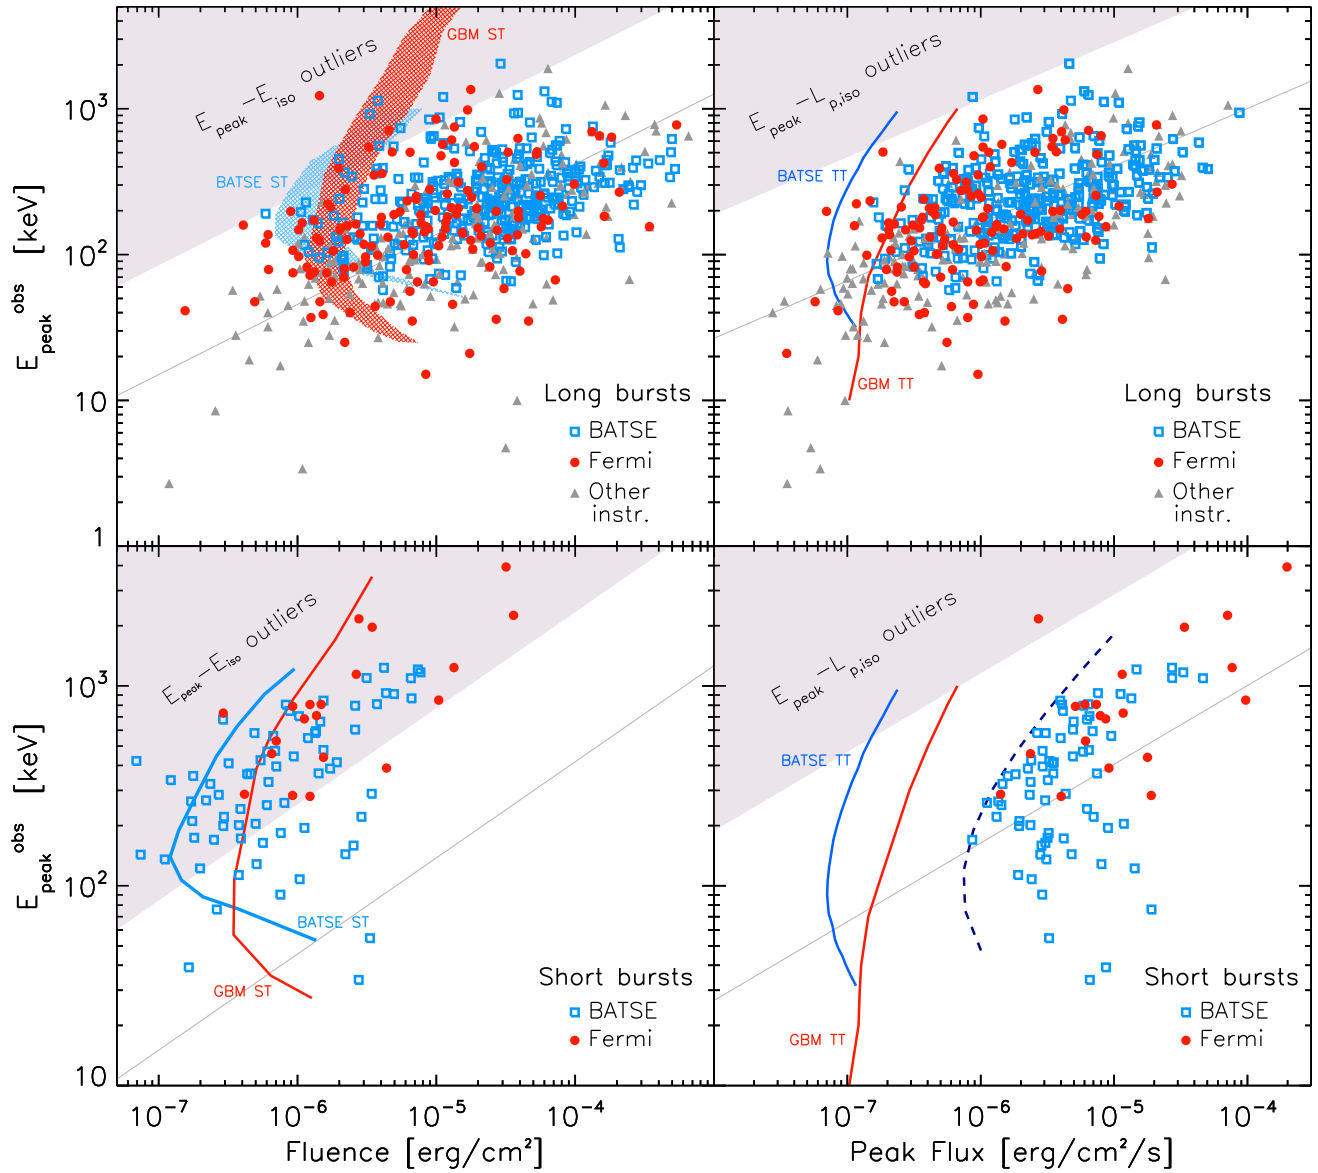 E_peak–E_iso outliers
GBM ST
BATSE ST
10³
10²
10
1
E_peak^obs [keV]
Long bursts
BATSE
Fermi
Other
instr.
E_peak–L_p,iso outliers
BATSE TT
GBM TT
Long bursts
BATSE
Fermi
Other
instr.
E_peak–E_iso outliers
BATSE ST
GBM ST
10³
10²
10
E_peak^obs [keV]
Short bursts
BATSE
Fermi
10⁻⁷ 10⁻⁶ 10⁻⁵ 10⁻⁴
Fluence [erg/cm²]
E_peak–L_p,iso outliers
BATSE TT
GBM TT
Short bursts
BATSE
Fermi
10⁻⁷ 10⁻⁶ 10⁻⁵ 10⁻⁴
Peak Flux [erg/cm²/s]